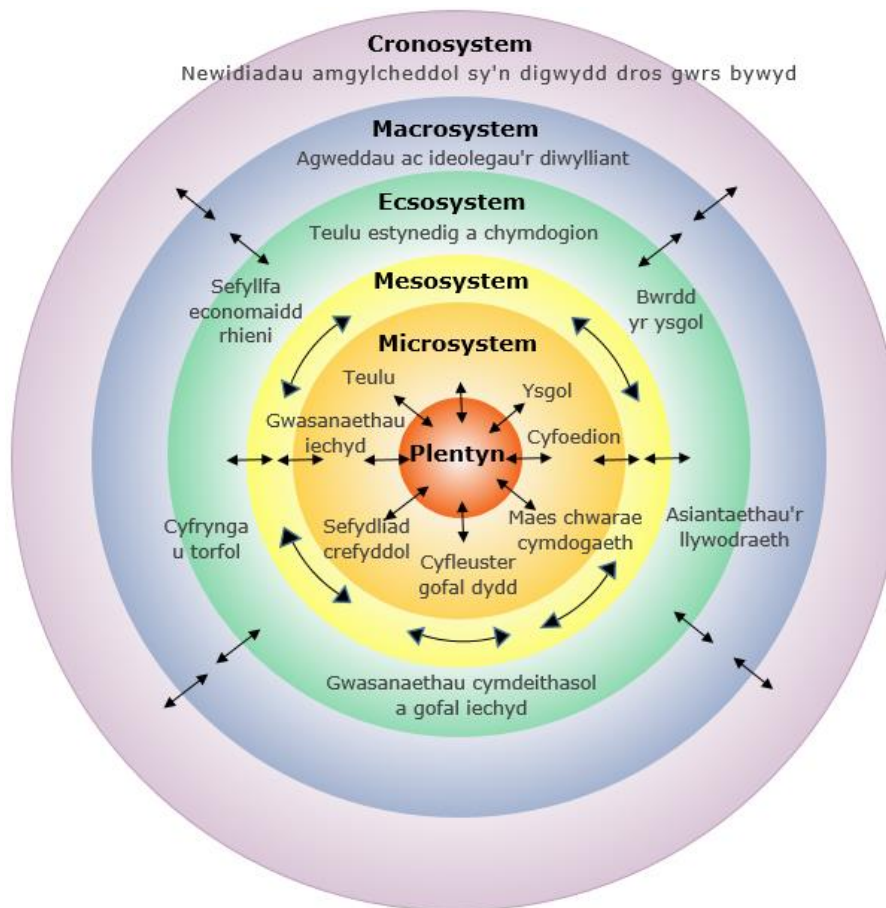 Cronosystem
Newidiadau amgylcheddol sy'n digwydd dros gwrs bywyd
Macrosystem
Agweddau ac ideolegau'r diwylliant
Ecsosystem
Teulu estynedig a chymdogion
Mesosystem
Sefyllfa
economaidd
rhieni
Bwrdd
yr ysgol
Microsystem
Teulu
Ysgol
Gwasanaethau
iechyd
Cyfoedion
Plentyn
Sefydliad
crefyddol
Maes chwarae
cymdogaeth
Cyfleuster
gofal dydd
Cyfrynga
u torfol
Asiantaethau'r
llywodraeth
Gwasanaethau cymdeithasol
a gofal iechyd